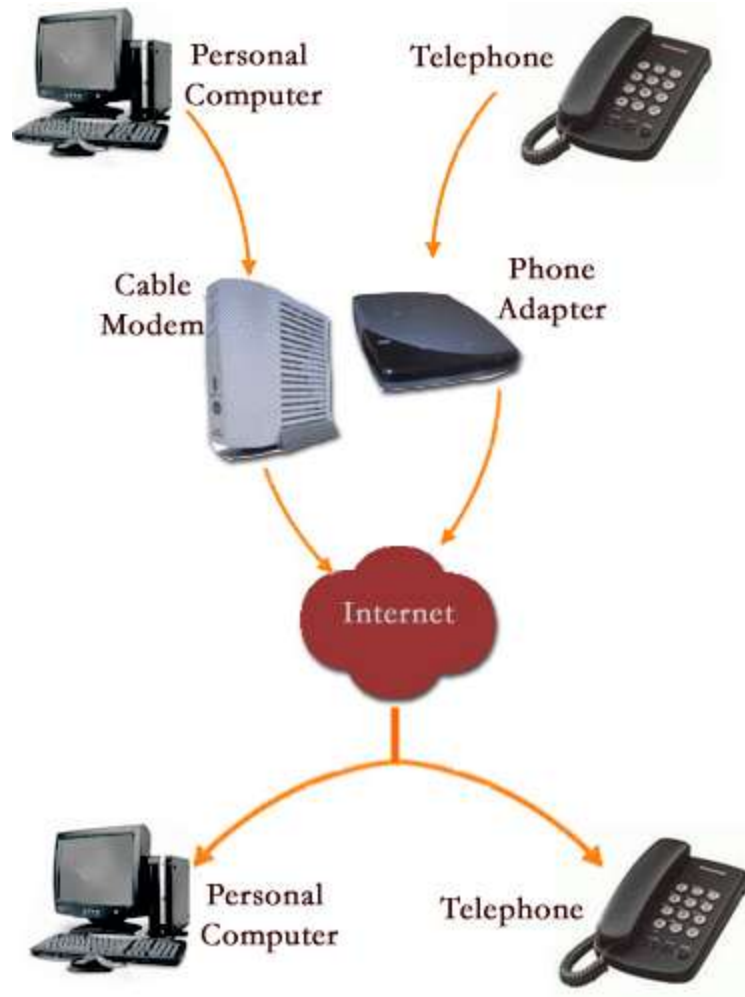 Personal
Computer
Telephone
Cable
Modem
Phone
Adapter
Internet
Personal
Computer
Telephone